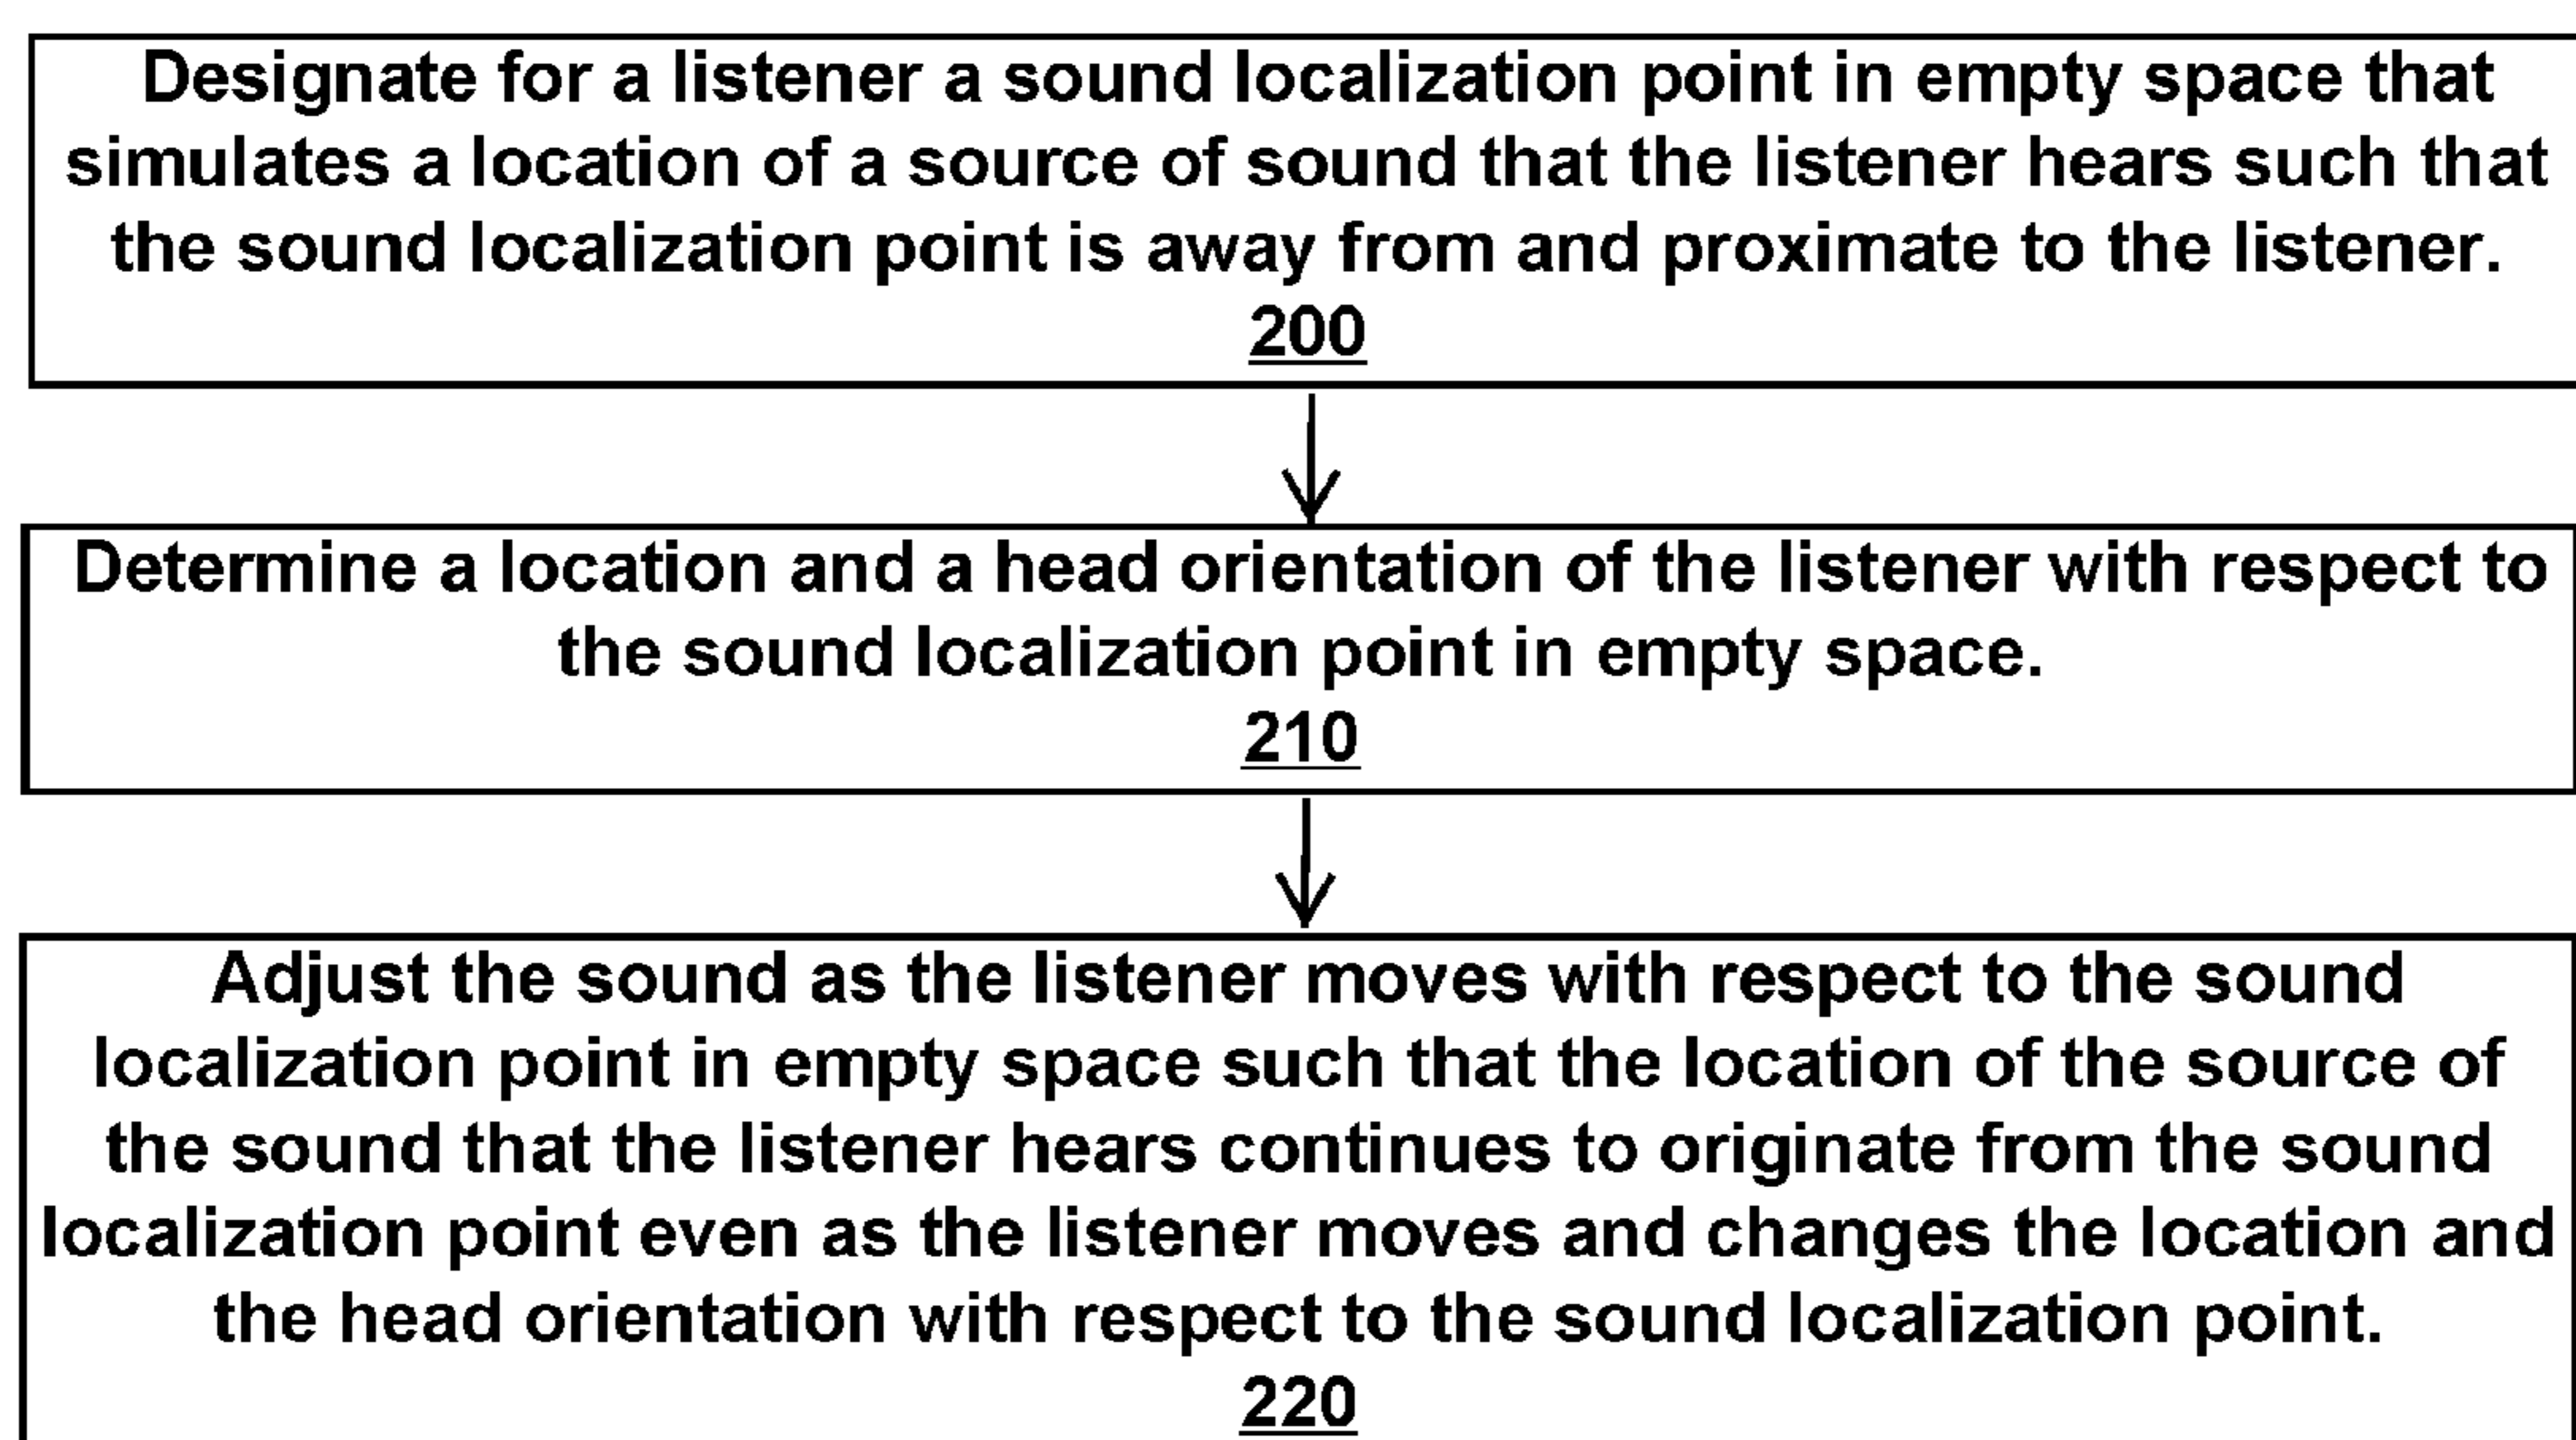 Designate for a listener a sound localization point in empty space that
simulates a location of a source of sound that the listener hears such that
the sound localization point is away from and proximate to the listener.
200
Determine a location and a head orientation of the listener with respect to
the sound localization point in empty space.
210
Adjust the sound as the listener moves with respect to the sound
localization point in empty space such that the location of the source of
the sound that the listener hears continues to originate from the sound
localization point even as the listener moves and changes the location and
the head orientation with respect to the sound localization point.
220